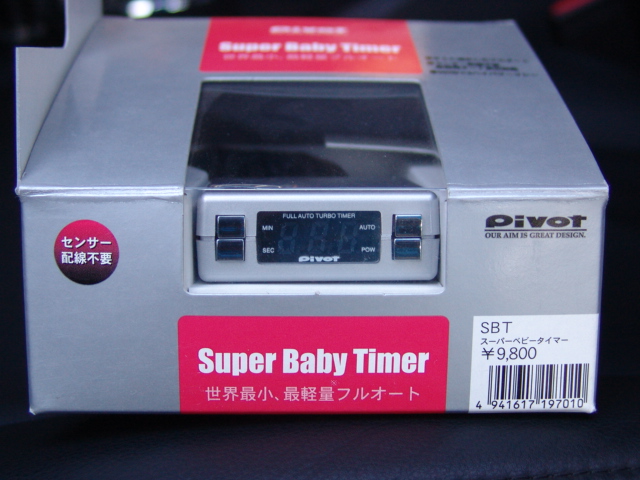 Pivot
Super Baby Timer
世界最小、最軽量フルオート
FULL AUTO TURBO TIMER
MIN
AUTO
SEC
POW
Pivot
センサー
配線不要
Pivot
OUR AIM IS GREAT DESIGN.
Super Baby Timer
世界最小、最軽量フルオート
SBT
スーパーベビータイマー
¥9,800
4 941617 197010